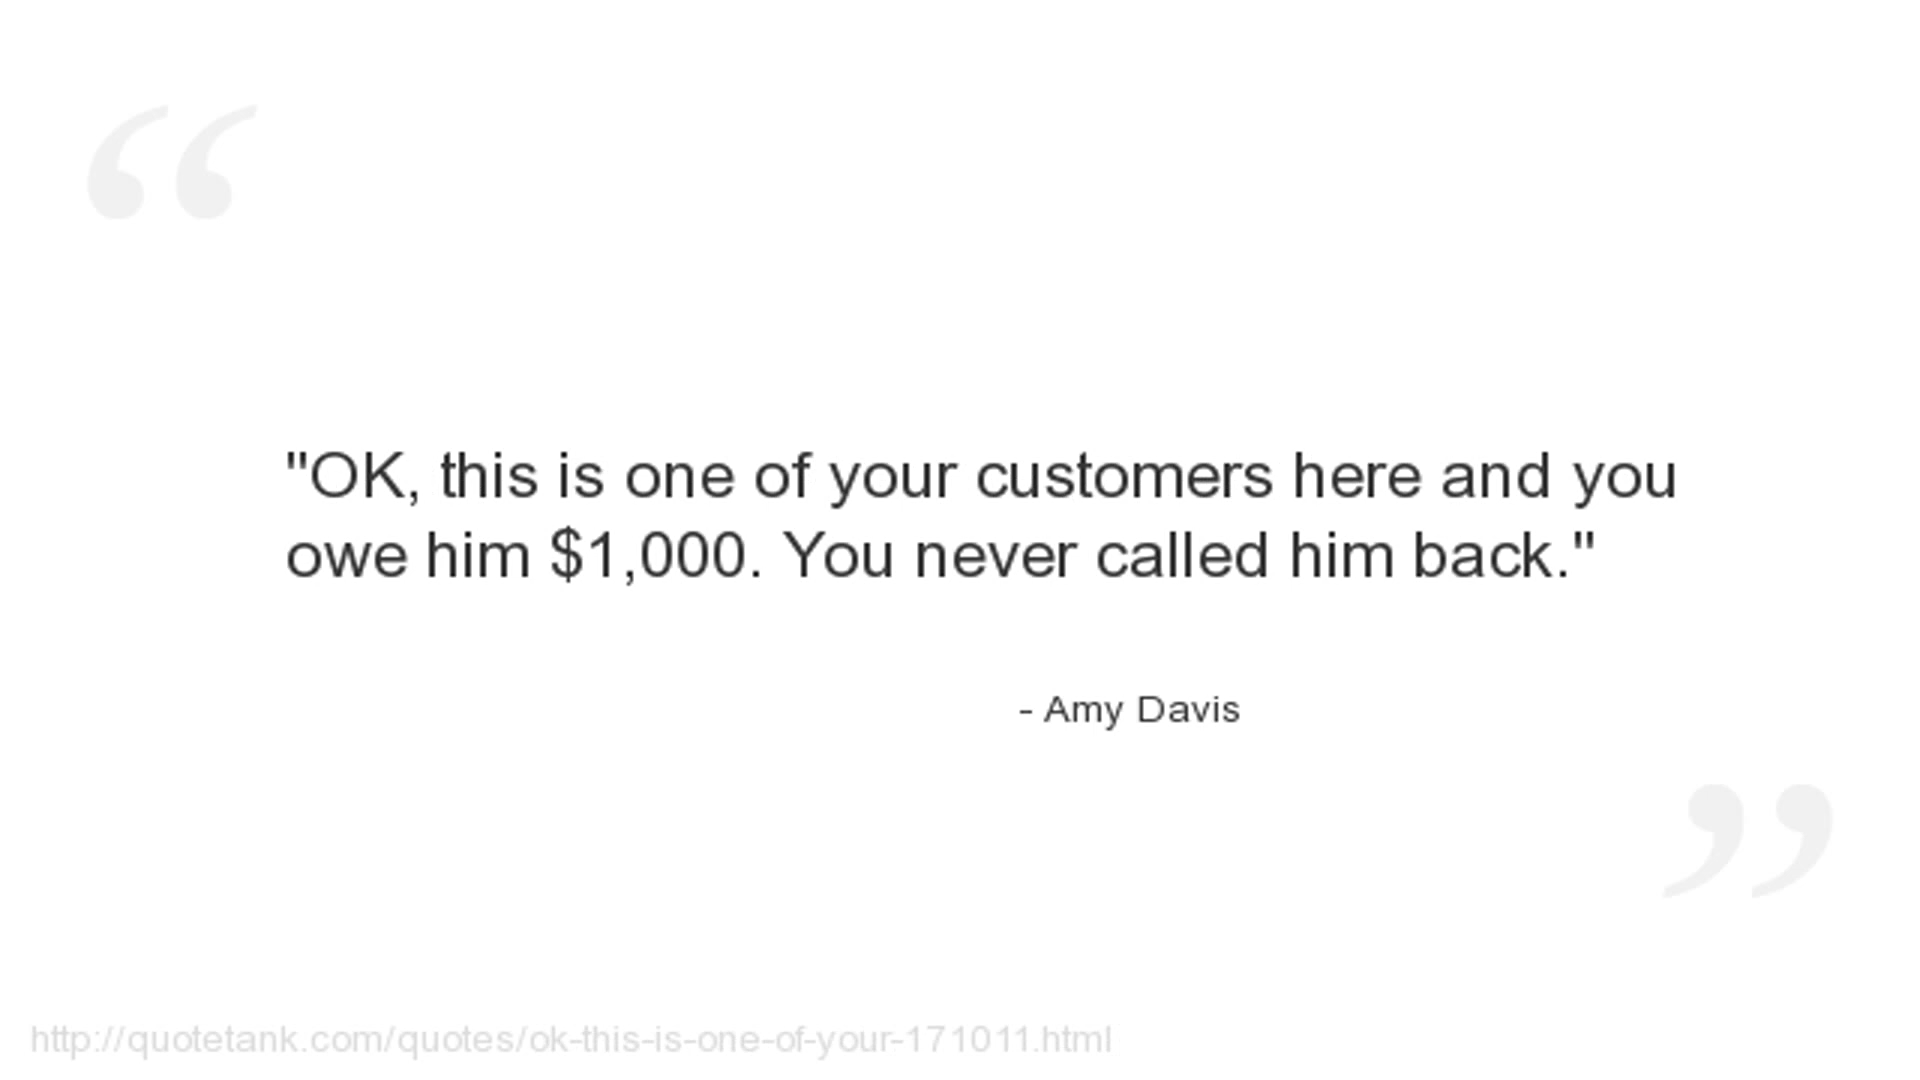 "OK, this is one of your customers here and you
owe him $1,000. You never called him back."
- Amy Davis
http://quotetank.com/quotes/ok-this-is-one-of-your-171011.html